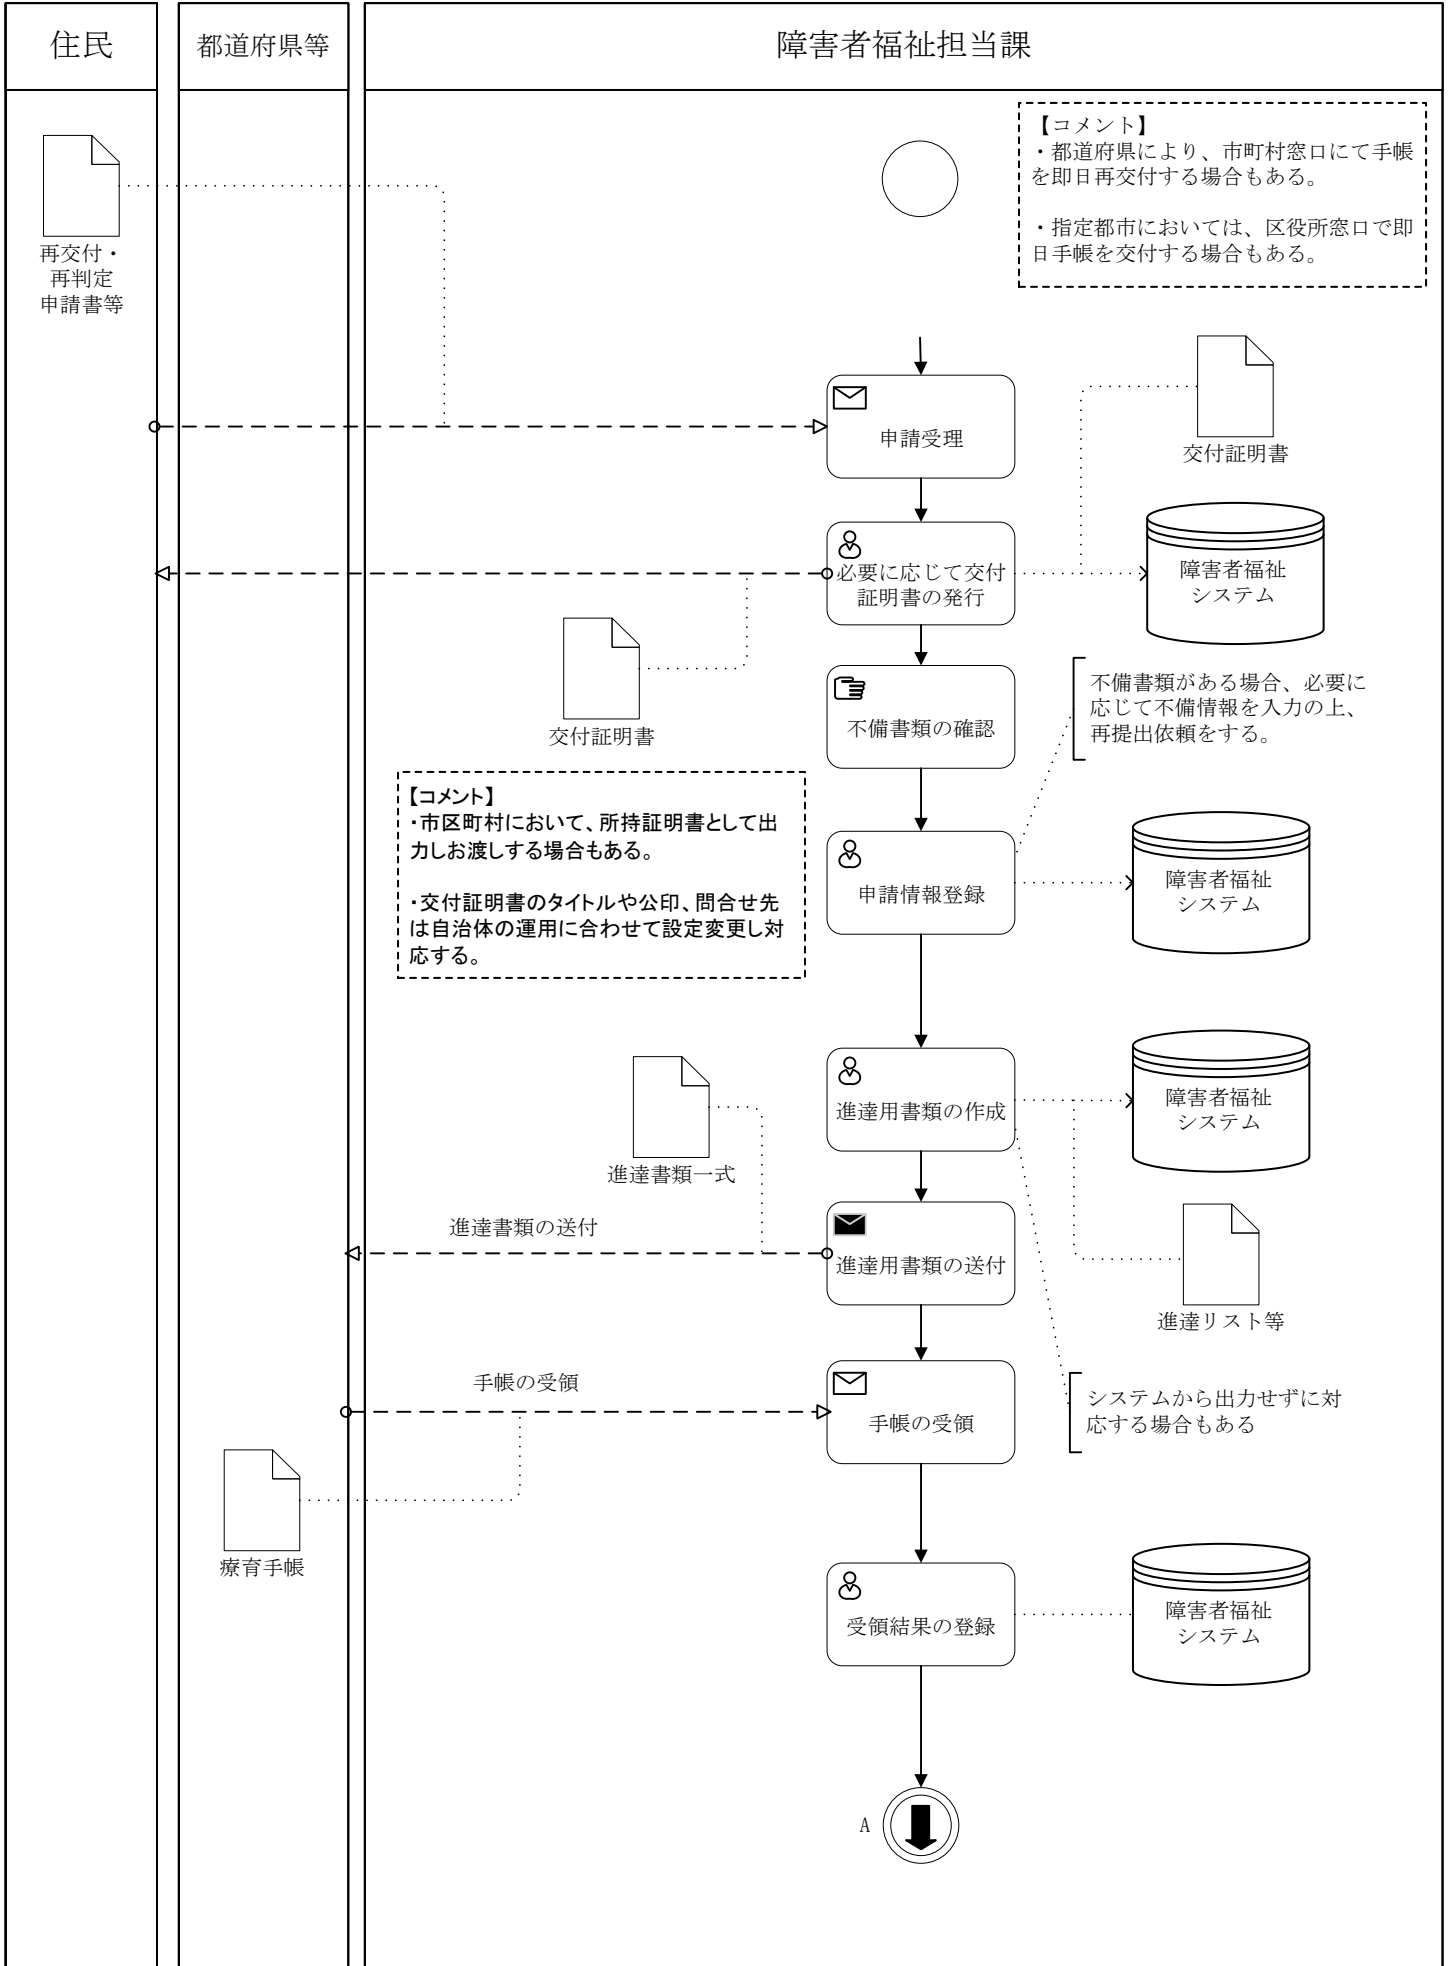 住民
都道府県等
障害者福祉担当課
【コメント】
・都道府県により、市町村窓口にて手帳
を即日再交付する場合もある。
・指定都市においては、区役所窓口で即
日手帳を交付する場合もある。
再交付・
再判定
申請書等
申請受理
交付証明書
必要に応じて交付
証明書の発行
障害者福祉
システム
交付証明書
不備書類の確認
不備書類がある場合、必要に
応じて不備情報を入力の上、
再提出依頼をする。
【コメント】
・市区町村において、所持証明書として出
力しお渡しする場合もある。
・交付証明書のタイトルや公印、問合せ先
は自治体の運用に合わせて設定変更し対
応する。
申請情報登録
障害者福祉
システム
進達用書類の作成
障害者福祉
システム
進達書類一式
進達書類の送付
進達用書類の送付
進達リスト等
手帳の受領
手帳の受領
システムから出力せずに対
応する場合もある
療育手帳
受領結果の登録
障害者福祉
システム
A